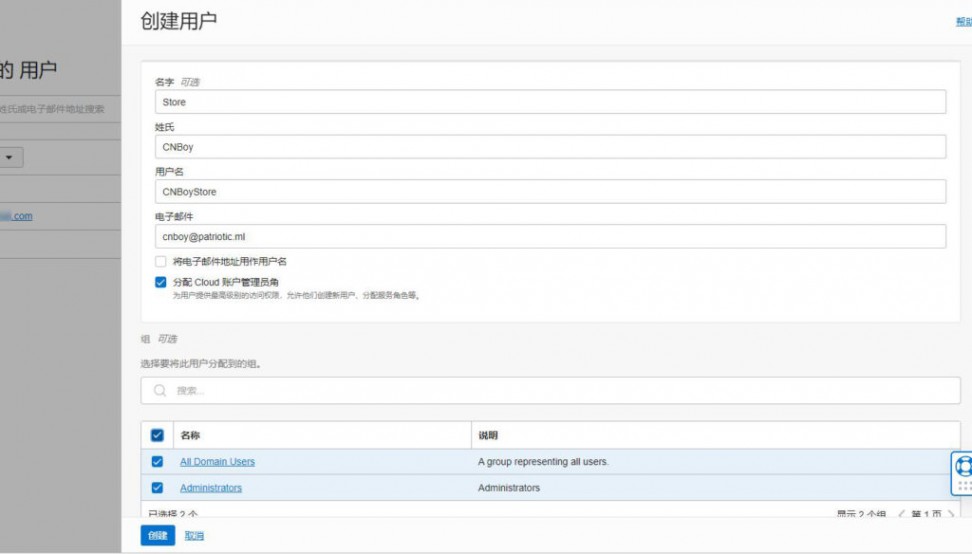 创建用户
帮助
的 用户
名字 可选
姓氏或电子邮件地址搜索
Store
姓氏
CNBoy
用户名
CNBoyStore
电子邮件
.com
cnboy@patriotic.ml
将电子邮件地址用作用户名
分配 Cloud 账户管理员角
为用户提供最高级别的访问权限，允许他们创建新用户、分配服务角色等。
组 可选
选择要将此用户分配到的组。
搜索...
名称 说明
All Domain Users A group representing all users.
Administrators Administrators
已选择 2 个 显示 2 个组 第 1 页
创建 取消